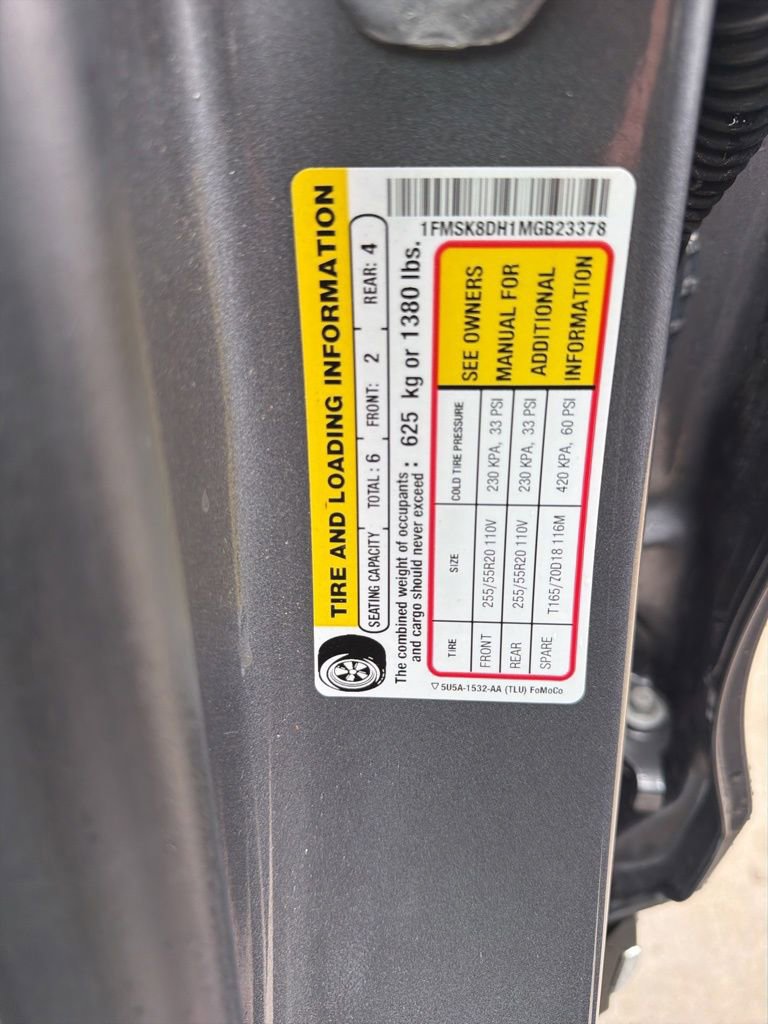 1FMSK8DH1MGB23378
TIRE AND LOADING INFORMATION
SEATING CAPACITY TOTAL : 6 FRONT: 2 REAR: 4
The combined weight of occupants
and cargo should never exceed : 625 kg or 1380 lbs.
TIRE SIZE COLD TIRE PRESSURE
FRONT 255/55R20 110V 230 KPA, 33 PSI
REAR 255/55R20 110V 230 KPA, 33 PSI
SPARE T165/70D18 116M 420 KPA, 60 PSI
SEE OWNERS
MANUAL FOR
ADDITIONAL
INFORMATION
▽ 5U5A-1532-AA (TLU) FoMoCo